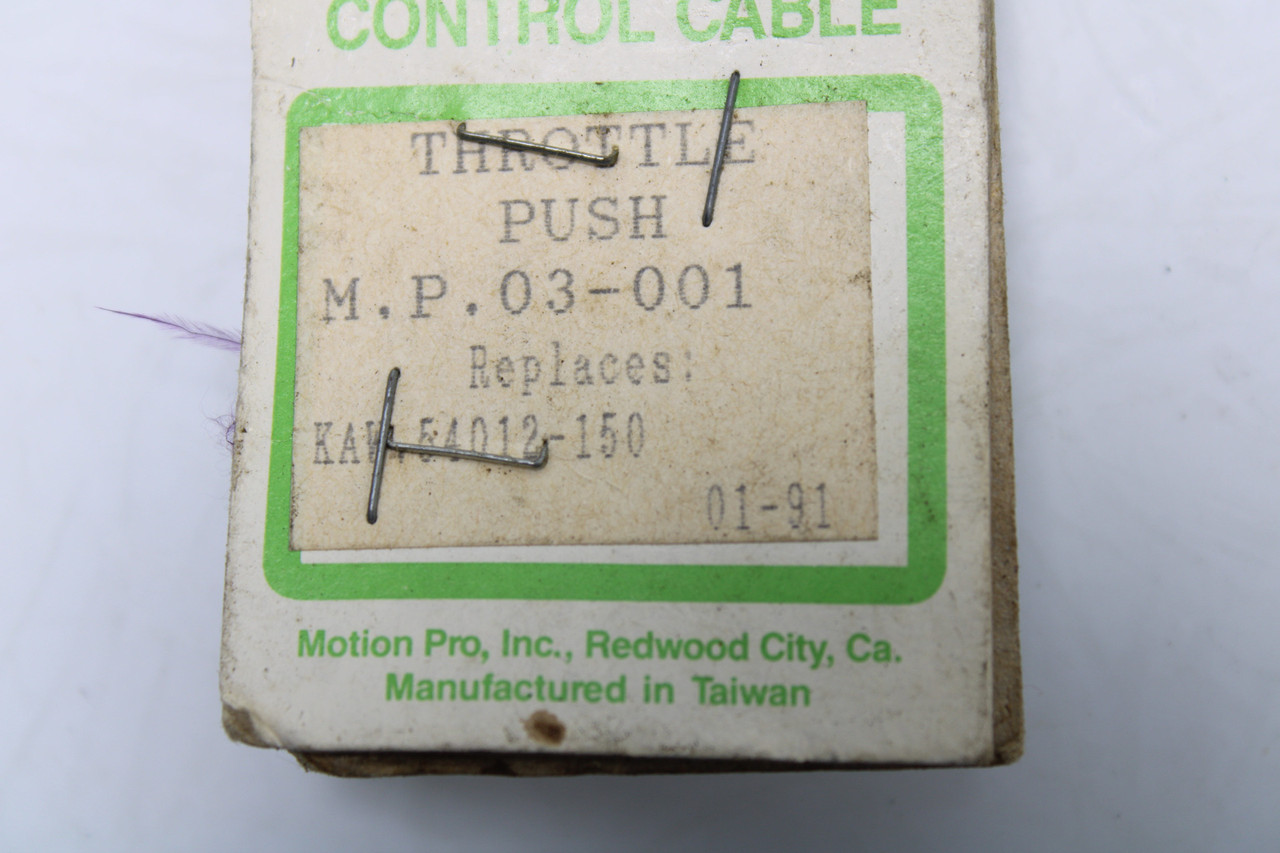 CONTROL CABLE
THROTTLE
PUSH
M.P.03-001
Replaces:
KAW.54012-150
01-91
Motion Pro, Inc., Redwood City, Ca.
Manufactured in Taiwan